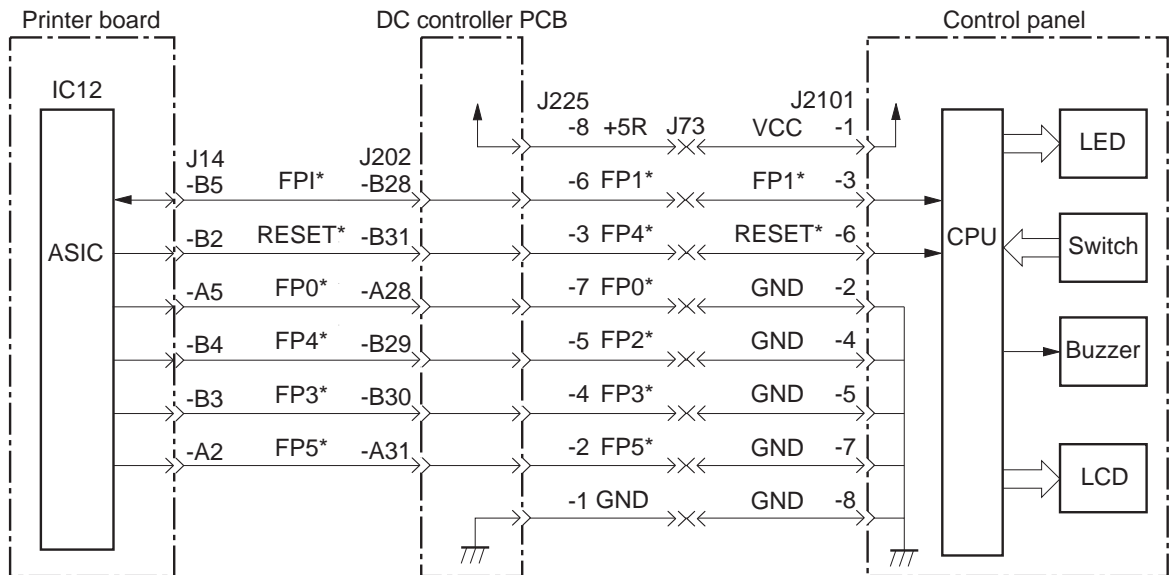 Printer board DC controller PCB Control panel
IC12
J225 J2101
-8 +5R J73 VCC -1
LED
J14 J202
-B5 FPI* -B28 -6 FP1* FP1* -3
-B2 RESET* -B31 -3 FP4* RESET* -6
ASIC CPU Switch
-A5 FP0* -A28 -7 FP0* GND -2
-B4 FP4* -B29 -5 FP2* GND -4
Buzzer
-B3 FP3* -B30 -4 FP3* GND -5
-A2 FP5* -A31 -2 FP5* GND -7
LCD
-1 GND GND -8